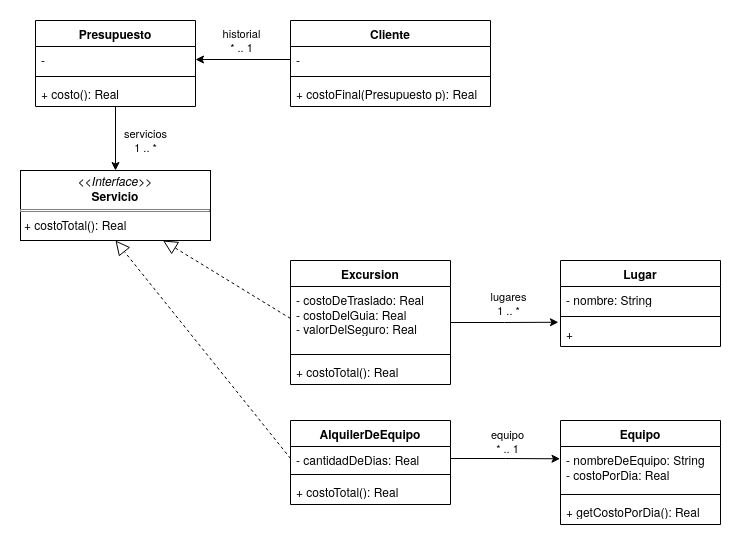 Presupuesto
-
+ costo(): Real
historial
* .. 1
Cliente
-
+ costoFinal(Presupuesto p): Real
servicios
1 .. *
<<Interface>>
Servicio
+ costoTotal(): Real
Excursion
- costoDeTraslado: Real
- costoDelGuia: Real
- valorDelSeguro: Real
+ costoTotal(): Real
lugares
1 .. *
Lugar
- nombre: String
+
AlquilerDeEquipo
- cantidadDeDias: Real
+ costoTotal(): Real
equipo
* .. 1
Equipo
- nombreDeEquipo: String
- costoPorDia: Real
+ getCostoPorDia(): Real